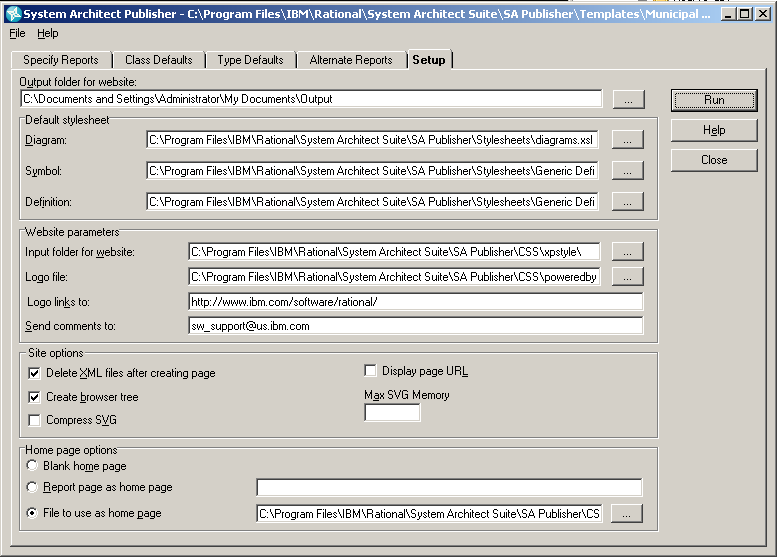 System Architect Publisher - C:\Program Files\IBM\Rational\System Architect Suite\SA Publisher\Templates\Municipal ...
File Help
Specify Reports Class Defaults Type Defaults Alternate Reports Setup
Output folder for website:
C:\Documents and Settings\Administrator\My Documents\Output ... Run
Default stylesheet
Help
Diagram: C:\Program Files\IBM\Rational\System Architect Suite\SA Publisher\Stylesheets\diagrams.xsl ...
Close
Symbol: C:\Program Files\IBM\Rational\System Architect Suite\SA Publisher\Stylesheets\Generic Defi ...
Definition: C:\Program Files\IBM\Rational\System Architect Suite\SA Publisher\Stylesheets\Generic Defi ...
Website parameters
Input folder for website: C:\Program Files\IBM\Rational\System Architect Suite\SA Publisher\CSS\xpstyle\ ...
Logo file: C:\Program Files\IBM\Rational\System Architect Suite\SA Publisher\CSS\poweredby ...
Logo links to: http://www.ibm.com/software/rational/
Send comments to: sw_support@us.ibm.com
Site options
Delete XML files after creating page Display page URL
Create browser tree Max SVG Memory
Compress SVG
Home page options
Blank home page
Report page as home page
File to use as home page C:\Program Files\IBM\Rational\System Architect Suite\SA Publisher\CS ...